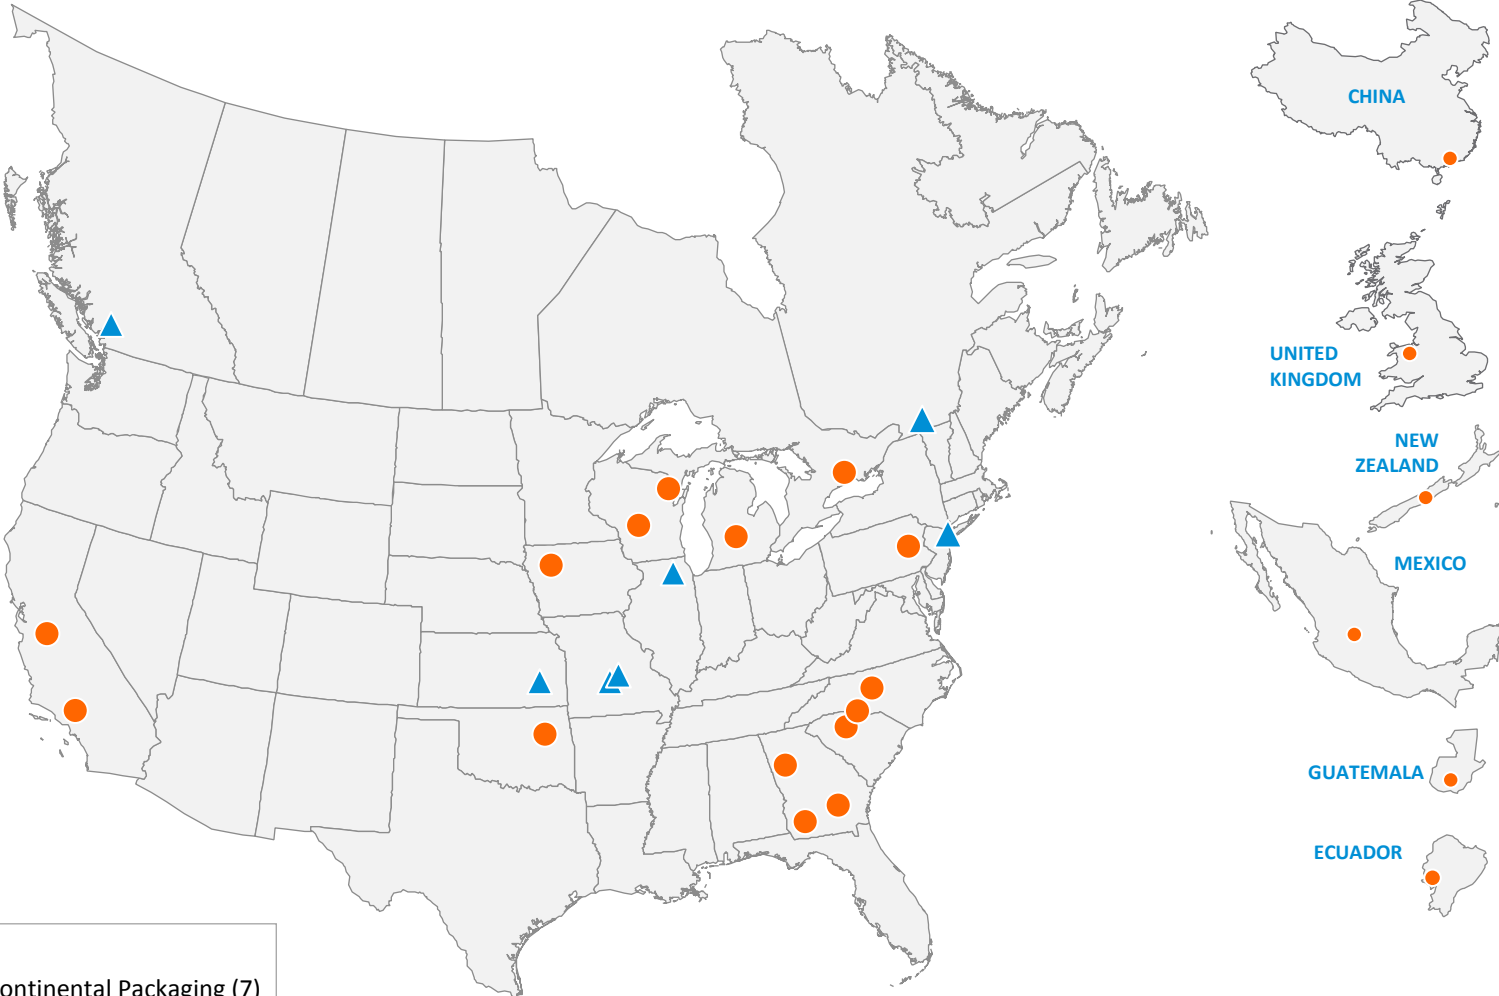 CHINA
UNITED
KINGDOM
NEW
ZEALAND
MEXICO
GUATEMALA
ECUADOR
ontinental Packaging (7)